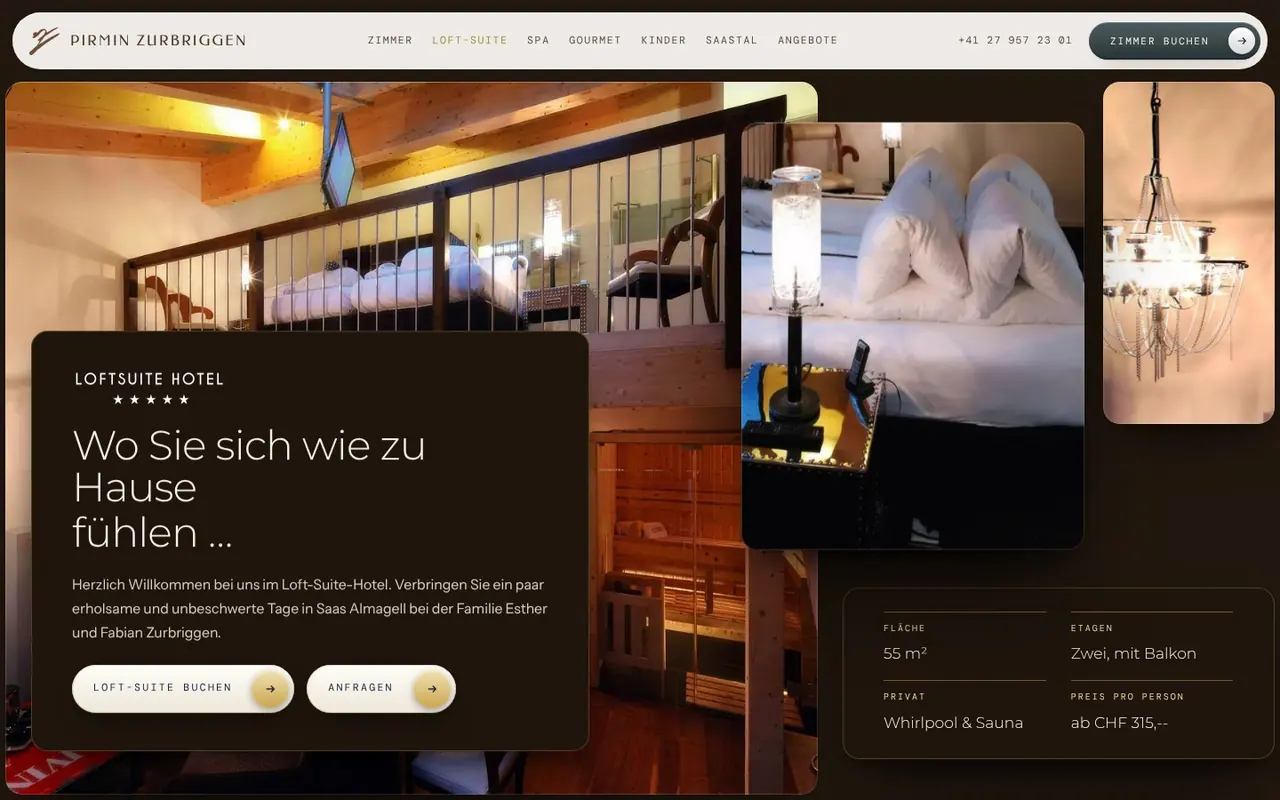 PIRMIN ZURBRIGGEN
ZIMMER
LOFT-SUITE
SPA
GOURMET
KINDER
SAASTAL
ANGEBOTE
+41 27 957 23 01
ZIMMER BUCHEN
LOFTSUITE HOTEL
★★★★★
Wo Sie sich wie zu
Hause
fühlen ...
Herzlich Willkommen bei uns im Loft-Suite-Hotel. Verbringen Sie ein paar
erholsame und unbeschwerte Tage in Saas Almagell bei der Familie Esther
und Fabian Zurbriggen.
LOFT-SUITE BUCHEN
ANFRAGEN
FLÄCHE
55 m²
ETAGEN
Zwei, mit Balkon
PRIVAT
Whirlpool & Sauna
PREIS PRO PERSON
ab CHF 315,--